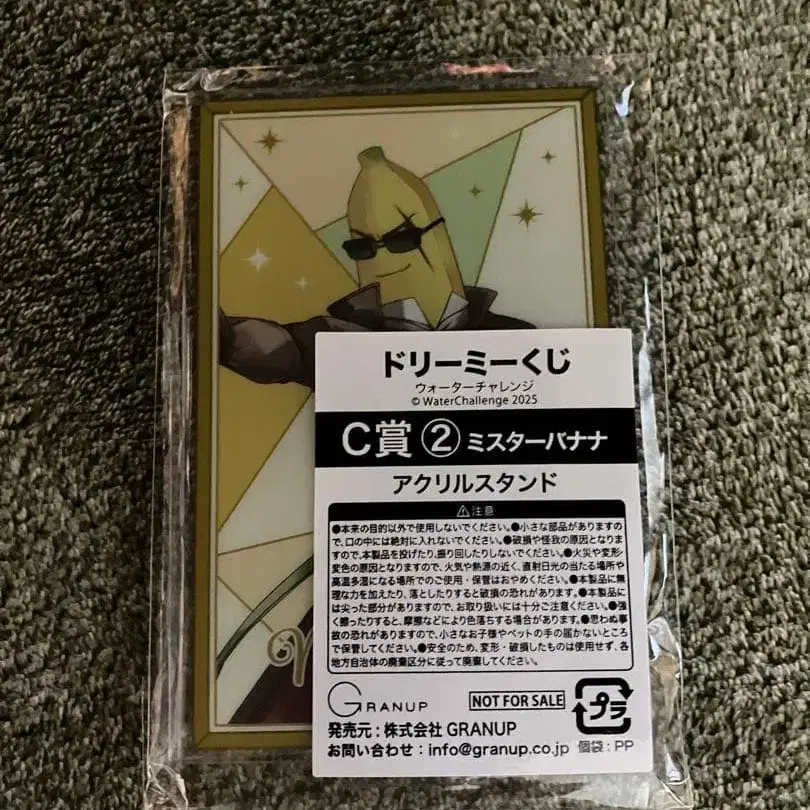 ドリーミーくじ
ウォーターチャレンジ
© WaterChallenge 2025
C賞 ② ミスターバナナ
アクリルスタンド
⚠注意
●本来の目的以外で使用しないでください。●小さな部品がありますの
で、口の中には絶対に入れないでください。●破損や怪我の原因となりま
すので、本製品を投げたり、振り回したりしないでください。●火災や変形・
変色の原因となりますので、火気や熱源の近く、直射日光の当たる場所や
高温多湿になる場所でのご使用・保管はおやめください。●本製品に無
理な力を加えたり、落としたりすると破損の恐れがあります。●本製品に
は尖った部分がありますので、お取り扱いには十分ご注意ください。●強
く擦ったりすると、摩擦などにより色落ちする場合があります。●思わぬ事
故の恐れがありますので、小さなお子様やペットの手の届かないところ
で保管してください。●安全のため、変形・破損したものは使用せず、各
地方自治体の廃棄区分に従って廃棄してください。
GRANUP
NOT FOR SALE
プラ
発売元：株式会社 GRANUP
お問い合わせ：info@granup.co.jp
個袋：PP